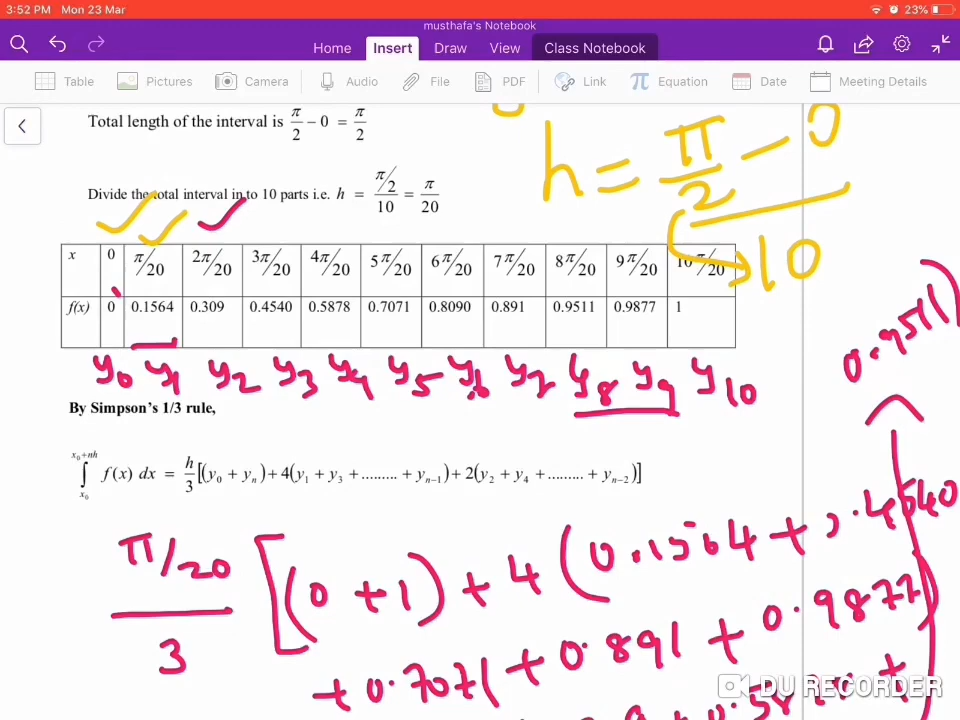 3:52 PM Mon 23 Mar
23%
musthafa's Notebook
Home Insert Draw View Class Notebook
Table Pictures Camera Audio File PDF Link Equation Date Meeting Details
Total length of the interval is π/2 − 0 = π/2
h = π/2 − 0
10
Divide the total interval in to 10 parts i.e. h = π/2 / 10 = π/20
x 0 π/20 2π/20 3π/20 4π/20 5π/20 6π/20 7π/20 8π/20 9π/20 10π/20
f(x) 0 0.1564 0.309 0.4540 0.5878 0.7071 0.8090 0.891 0.9511 0.9877 1
y0 y1 y2 y3 y4 y5 y6 y7 y8 y9 y10
0.9511)
By Simpson's 1/3 rule,
∫x₀^x₀+nh f(x) dx = h/3[(y₀ + yₙ) + 4(y₁ + y₃ + ......... + yₙ₋₁) + 2(y₂ + y₄ + ......... + yₙ₋₂)]
π/20 / 3 [(0 + 1) + 4 (0.1564 + 0.4540
+ 0.7071 + 0.891 + 0.9877)
DU RECORDER